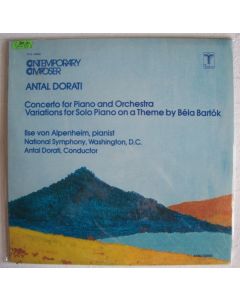 CONTEMPORARY
COMPOSER
ANTAL DORATI
Concerto for Piano and Orchestra
Variations for Solo Piano on a Theme by Béla Bartók
Ilse von Alpenheim, pianist
National Symphony, Washington, D.C.
Antal Dorati, Conductor